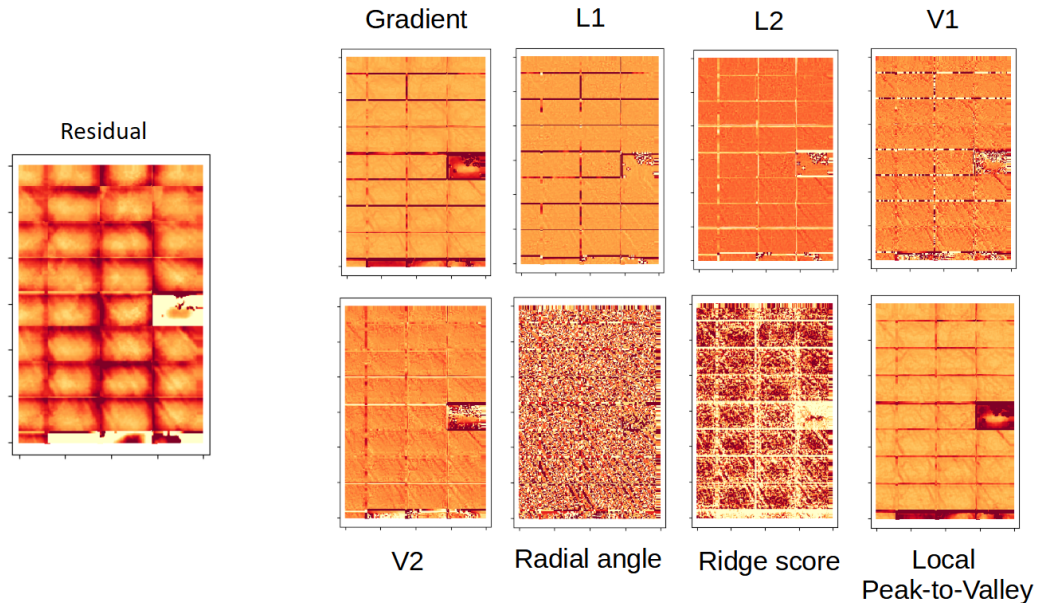 Gradient
L1
L2
V1
Residual
V2
Radial angle
Ridge score
Local
Peak-to-Valley